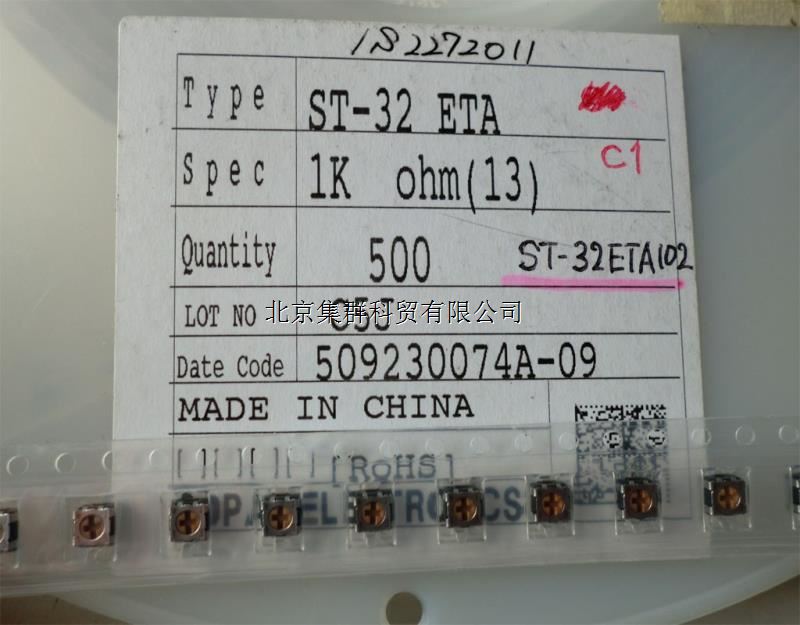 1S2272011
Type ST-32 ETA
C1
Spec 1K ohm(13)
Quantity 500 ST-32ETA102
LOT NO
北京集群科贸有限公司
Date Code 509230074A-09
MADE IN CHINA
[RoHS]